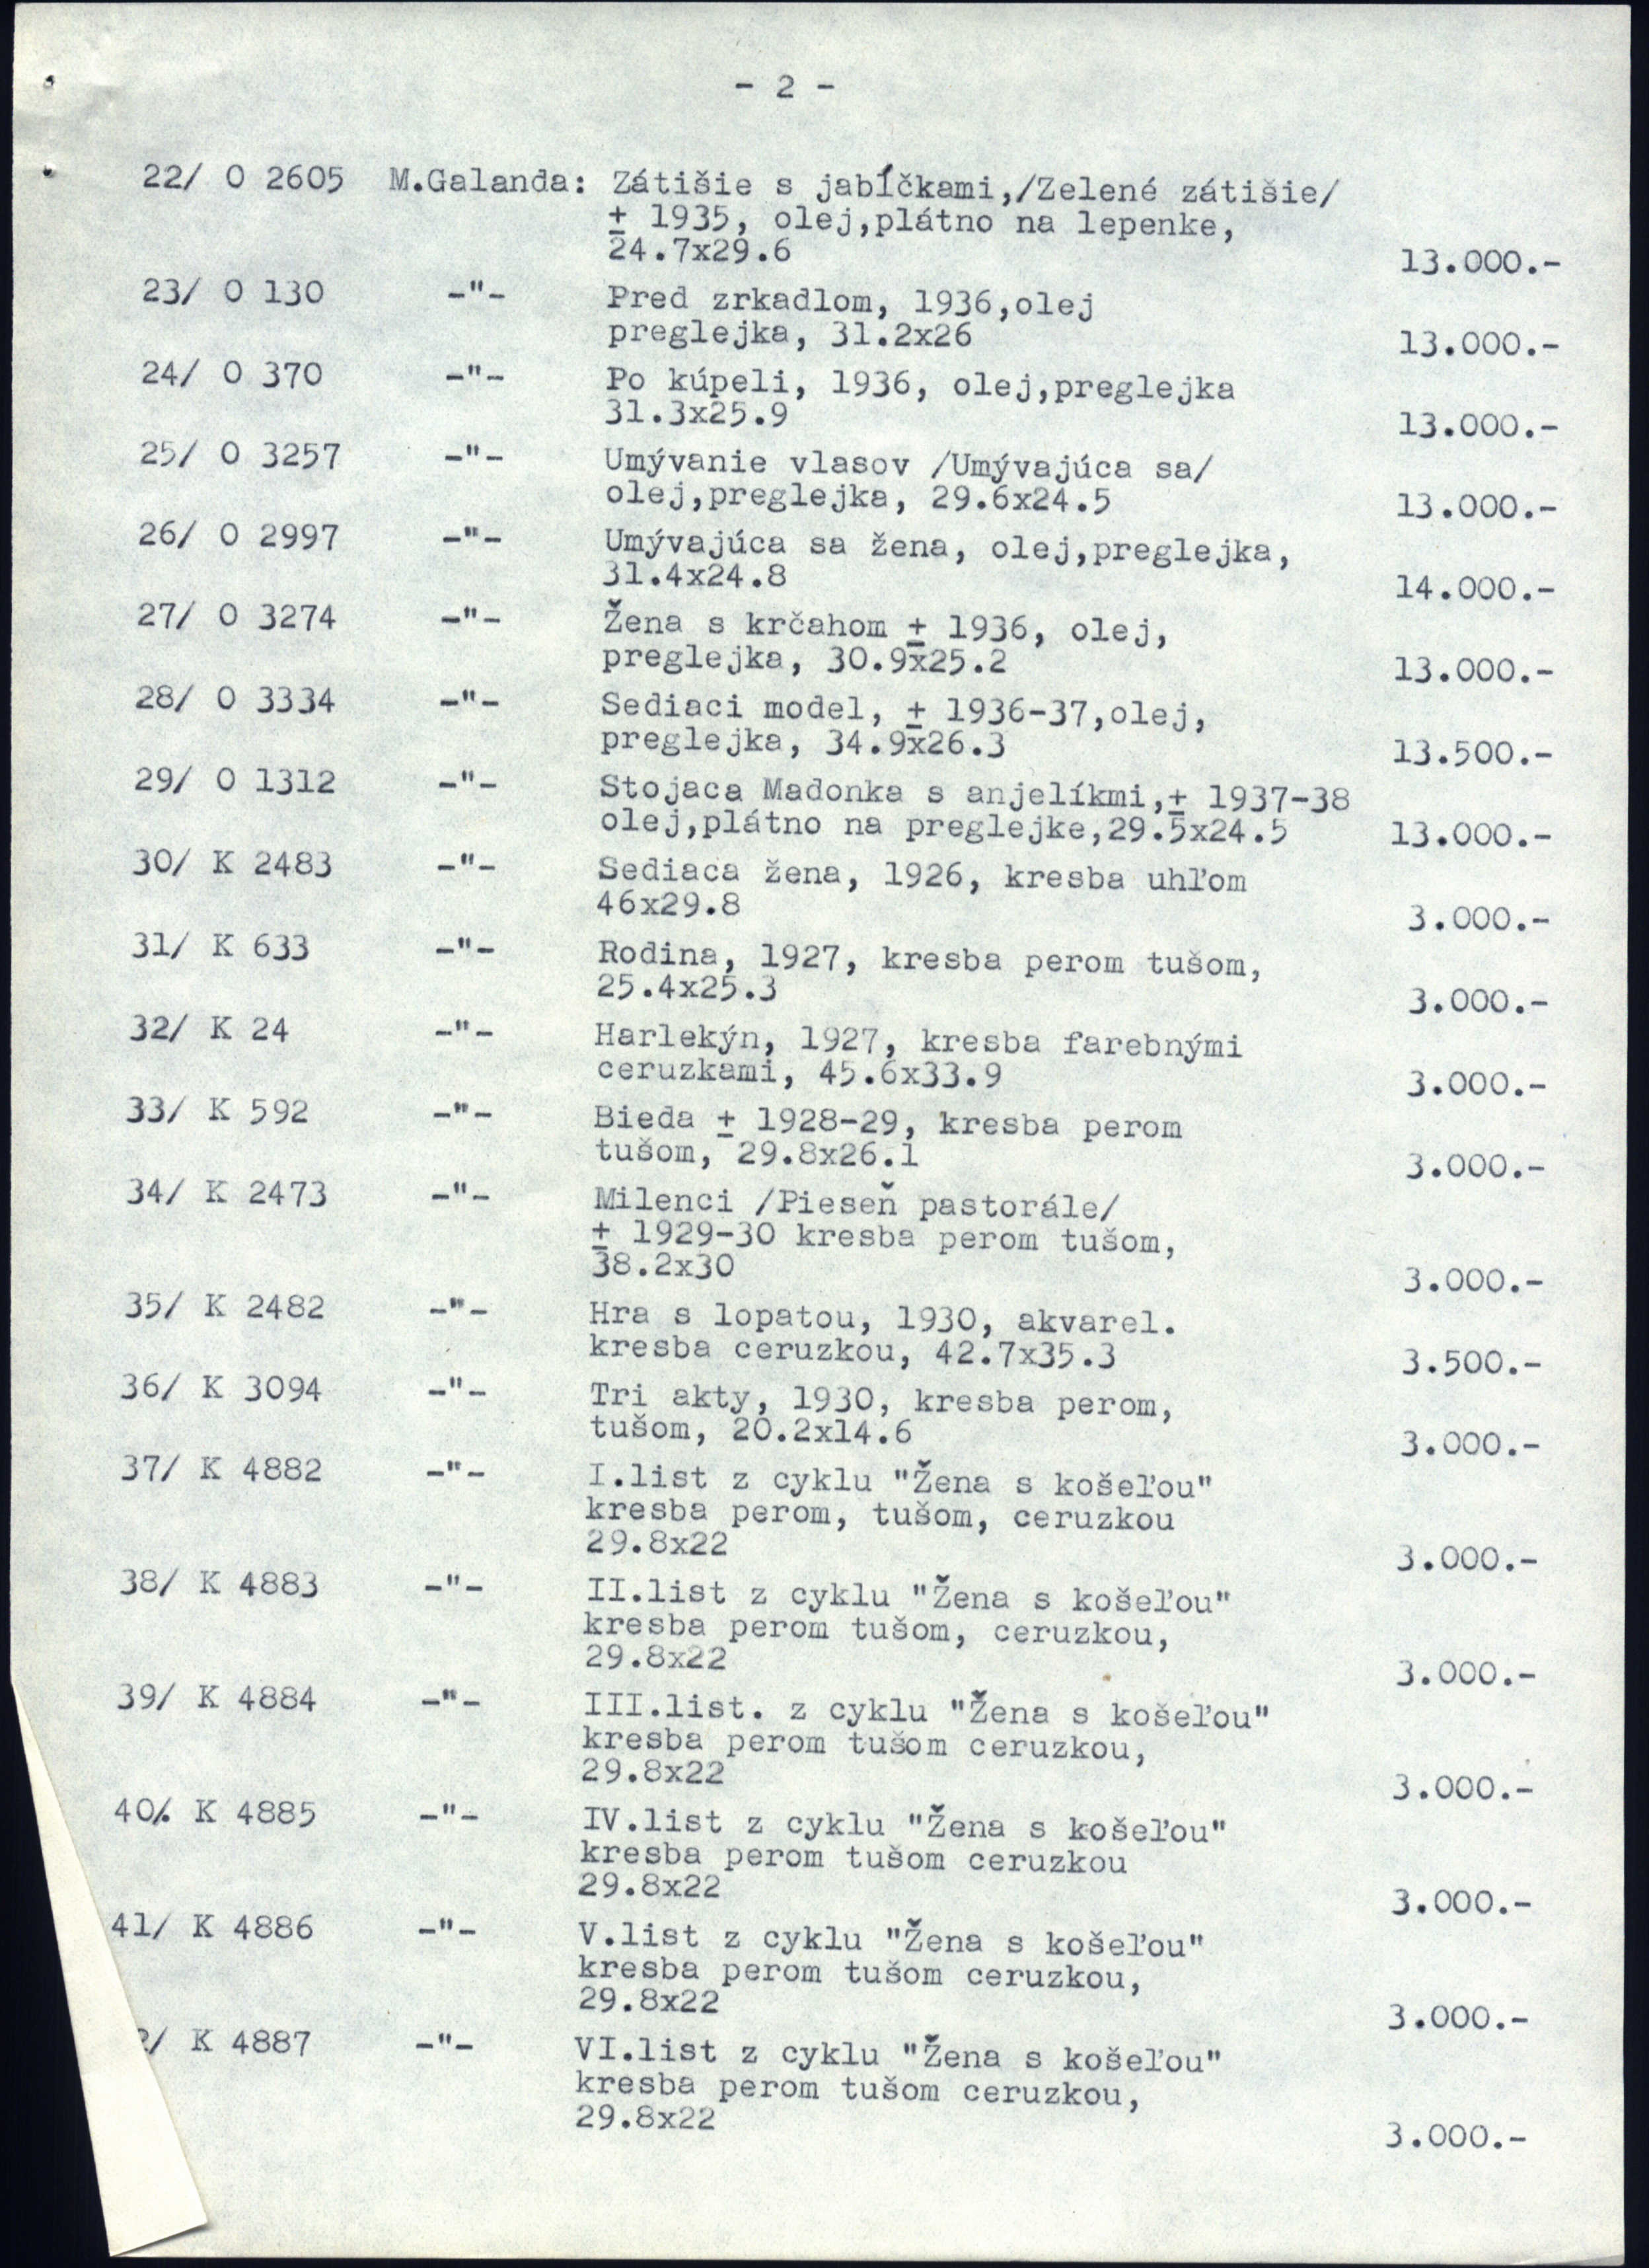 - 2 -
22/ O 2605 M.Galanda: Zátišie s jabĺčkami,/Zelené zátišie/
± 1935, olej,plátno na lepenke,
24.7x29.6 13.000.-
23/ O 130 -"- Pred zrkadlom, 1936,olej
preglejka, 31.2x26 13.000.-
24/ O 370 -"- Po kúpeli, 1936, olej,preglejka
31.3x25.9 13.000.-
25/ O 3257 -"- Umývanie vlasov /Umývajúca sa/
olej,preglejka, 29.6x24.5 13.000.-
26/ O 2997 -"- Umývajúca sa žena, olej,preglejka,
31.4x24.8 14.000.-
27/ O 3274 -"- Žena s krčahom ± 1936, olej,
preglejka, 30.9x25.2 13.000.-
28/ O 3334 -"- Sediaci model, ± 1936-37,olej,
preglejka, 34.9x26.3 13.500.-
29/ O 1312 -"- Stojaca Madonka s anjelíkmi,± 1937-38
olej,plátno na preglejke,29.5x24.5 13.000.-
30/ K 2483 -"- Sediaca žena, 1926, kresba uhľom
46x29.8 3.000.-
31/ K 633 -"- Rodina, 1927, kresba perom tušom,
25.4x25.3 3.000.-
32/ K 24 -"- Harlekýn, 1927, kresba farebnými
ceruzkami, 45.6x33.9 3.000.-
33/ K 592 -"- Bieda ± 1928-29, kresba perom
tušom, 29.8x26.1 3.000.-
34/ K 2473 -"- Milenci /Pieseň pastorále/
± 1929-30 kresba perom tušom,
38.2x30 3.000.-
35/ K 2482 -"- Hra s lopatou, 1930, akvarel.
kresba ceruzkou, 42.7x35.3 3.500.-
36/ K 3094 -"- Tri akty, 1930, kresba perom,
tušom, 20.2x14.6 3.000.-
37/ K 4882 -"- I.list z cyklu "Žena s košeľou"
kresba perom, tušom, ceruzkou
29.8x22 3.000.-
38/ K 4883 -"- II.list z cyklu "Žena s košeľou"
kresba perom tušom, ceruzkou,
29.8x22 3.000.-
39/ K 4884 -"- III.list. z cyklu "Žena s košeľou"
kresba perom tušom ceruzkou,
29.8x22 3.000.-
40/. K 4885 -"- IV.list z cyklu "Žena s košeľou"
kresba perom tušom ceruzkou
29.8x22 3.000.-
41/ K 4886 -"- V.list z cyklu "Žena s košeľou"
kresba perom tušom ceruzkou,
29.8x22 3.000.-
2/ K 4887 -"- VI.list z cyklu "Žena s košeľou"
kresba perom tušom ceruzkou,
29.8x22 3.000.-